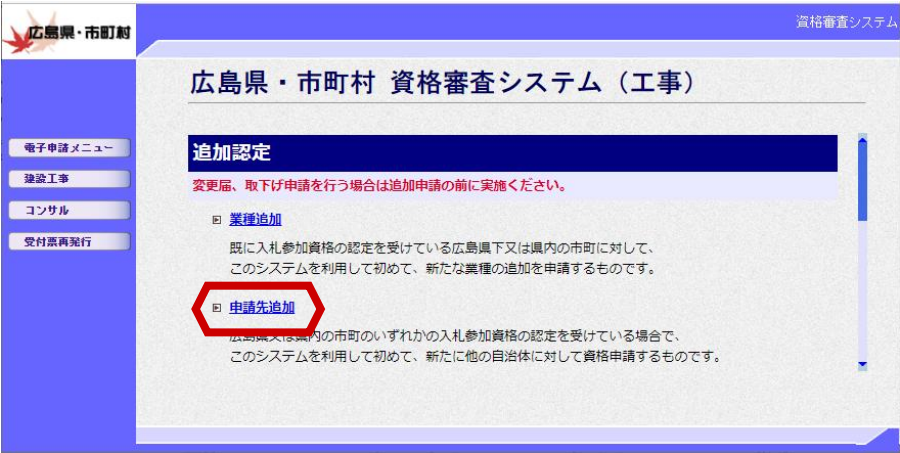 広島県・市町村
資格審査システム
広島県・市町村 資格審査システム（工事）
電子申請メニュー
建設工事
コンサル
受付票再発行
追加認定
変更届、取下げ申請を行う場合は追加申請の前に実施ください。
業種追加
既に入札参加資格の認定を受けている広島県下又は県内の市町に対して、
このシステムを利用して初めて、新たな業種の追加を申請するものです。
申請先追加
広島県又は県内の市町のいずれかの入札参加資格の認定を受けている場合で、
このシステムを利用して初めて、新たに他の自治体に対して資格申請するものです。